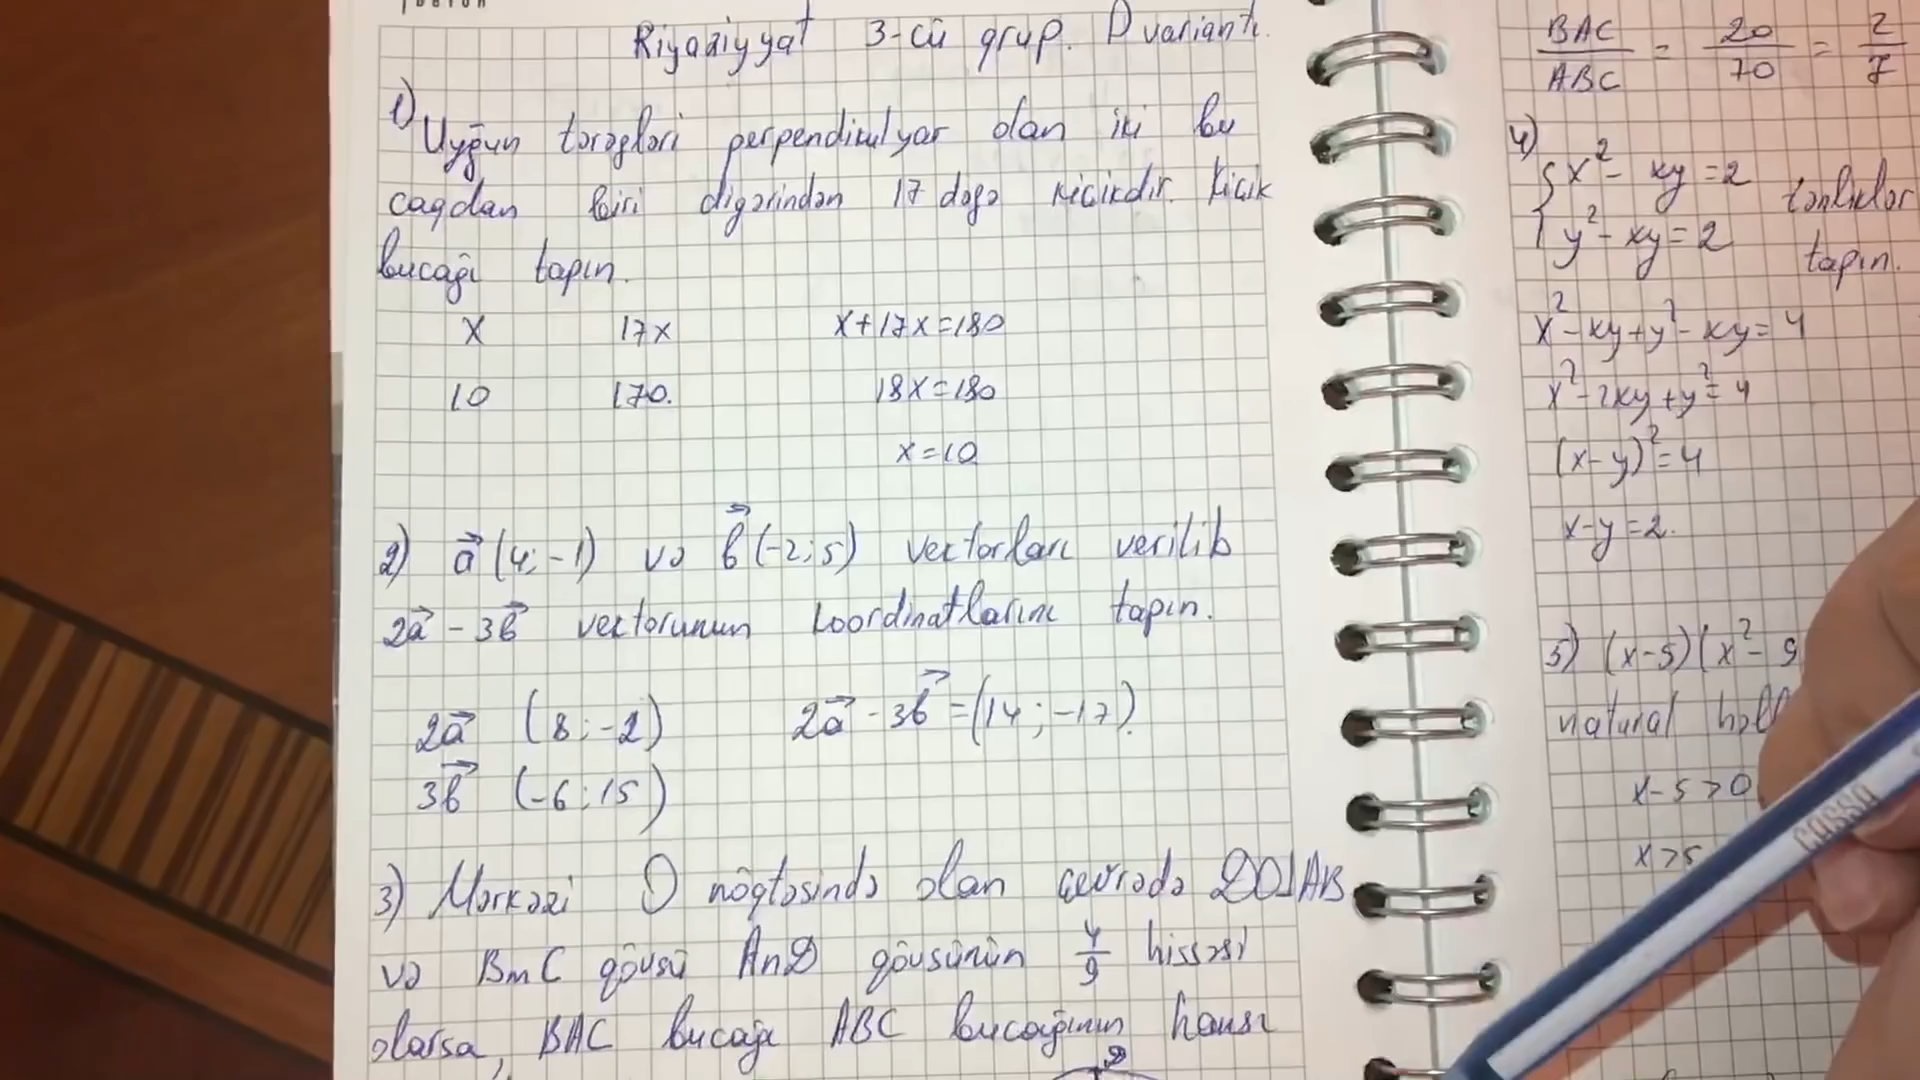 Riyaziyyat 3-cü qrup. D variantı.
1) Uyğun tərəfləri perpendikulyar olan iki bu
caqdan biri digərindən 17 dəfə kiçikdir. Kiçik
bucağı tapın.
x 17x x+17x=180
10 170. 18x=180
x=10
2) a⃗ (4;-1) və b⃗ (-2;5) vektorları verilib
2a⃗ - 3b⃗ vektorunun koordinatlarını tapın.
2a⃗ (8;-2) 2a⃗ - 3b⃗ =(14;-17).
3b⃗ (-6;15)
3) Mərkəzi O nöqtəsində olan çevrədə DO⊥AB
və BmC qövsü AnD qövsünün 4/9 hissəsi
olarsa, BAC bucağı ABC bucağının hansı
D
BAC/ABC = 20/70 = 2/7
4)
{ x² - xy = 2 tənliklər
y² - xy = 2
tapın.
x² - xy + y² - xy = 4
x² - 2xy + y² = 4
(x-y)² = 4
x-y = 2.
5) (x-5)(x² - 9
natural həll
x-5>0
x>5
cassa